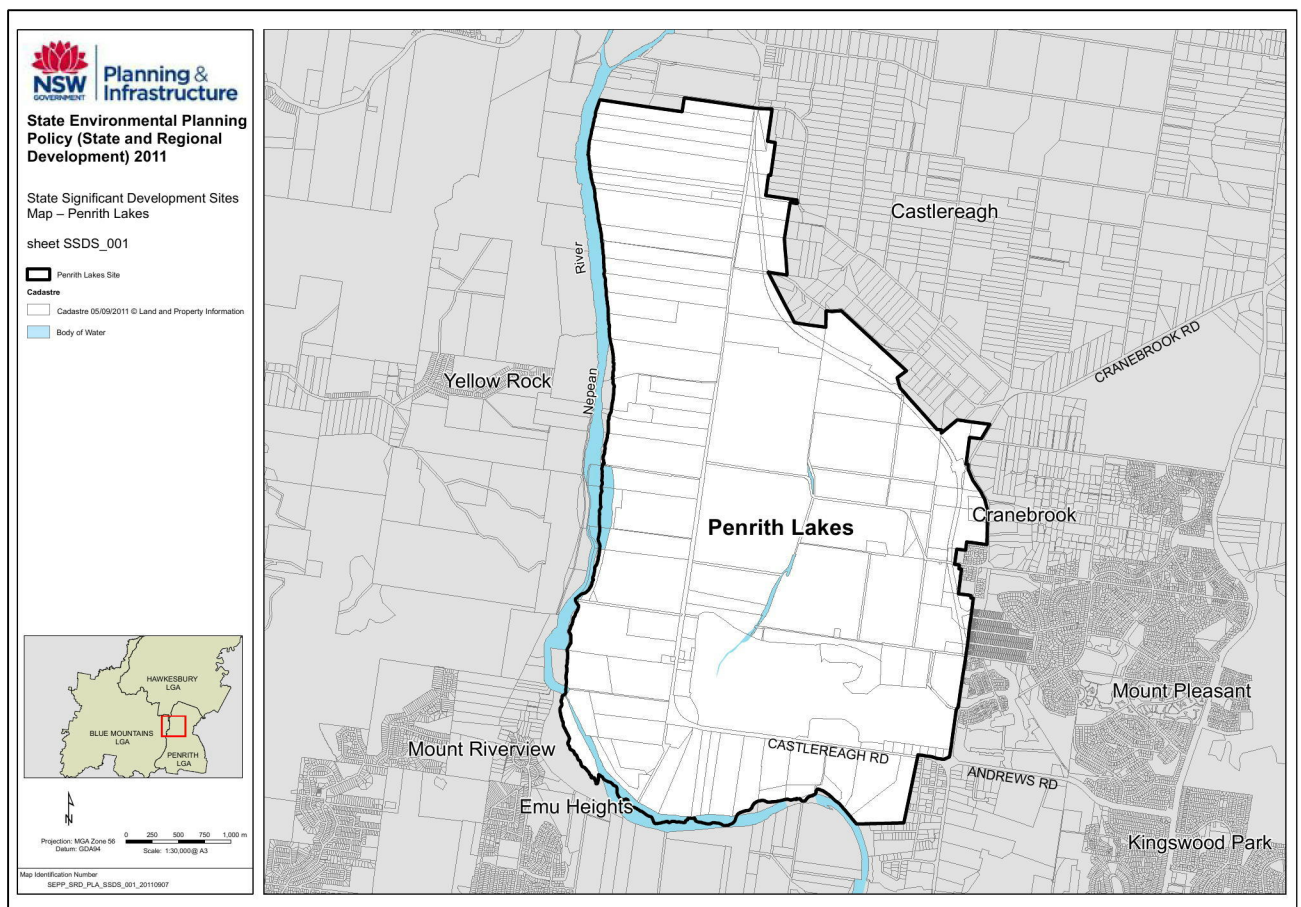 NSW
GOVERNMENT
Planning &
Infrastructure
State Environmental Planning
Policy (State and Regional
Development) 2011
State Significant Development Sites
Map – Penrith Lakes
sheet SSDS_001
Penrith Lakes Site
Cadastre
Cadastre 05/09/2011 © Land and Property Information
Body of Water
HAWKESBURY
LGA
BLUE MOUNTAINS
LGA
PENRITH
LGA
N
Projection: MGA Zone 56
Datum: GDA94
0 250 500 750 1,000 m
Scale: 1:30,000@ A3
Map Identification Number
SEPP_SRD_PLA_SSDS_001_20110907
Castlereagh
River
CRANEBROOK RD
Yellow Rock
Nepean
Cranebrook
Penrith Lakes
Mount Pleasant
Mount Riverview
CASTLEREAGH RD
ANDREWS RD
Emu Heights
Kingswood Park